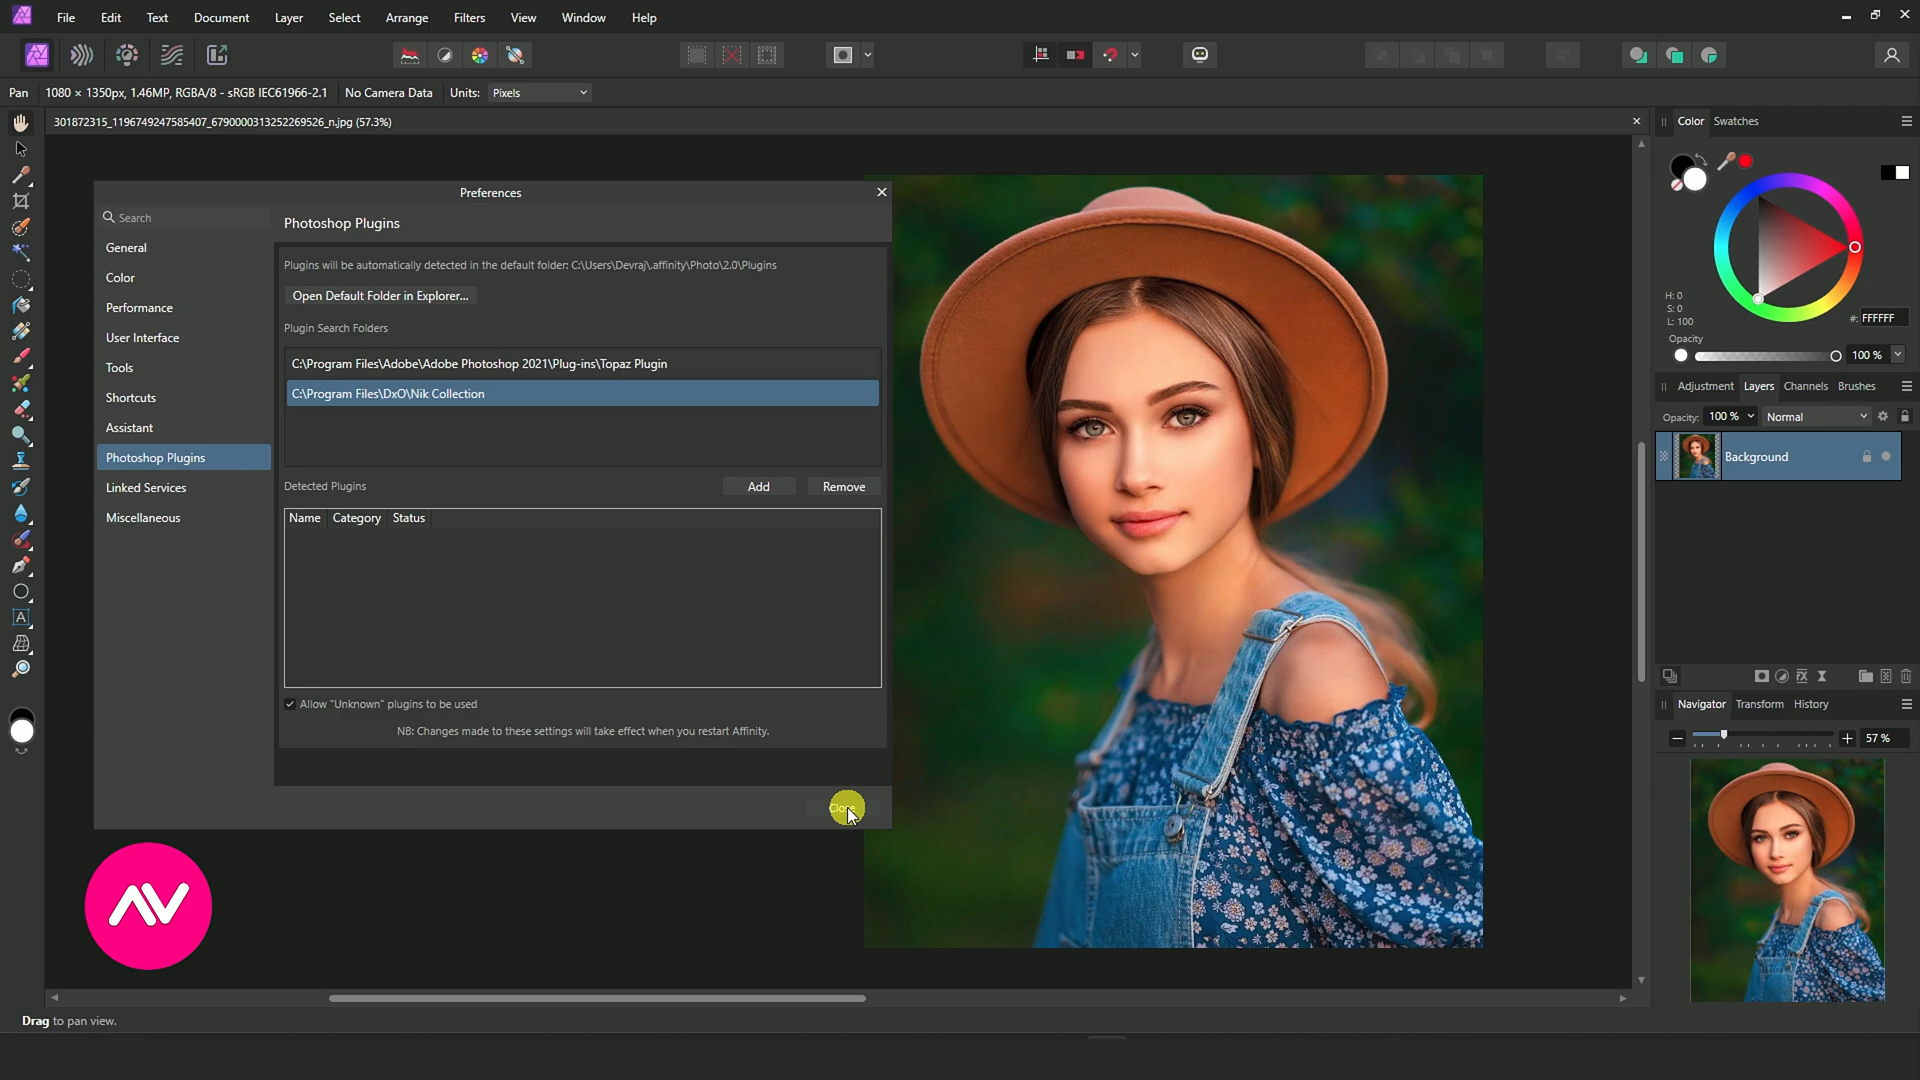 File Edit Text Document Layer Select Arrange Filters View Window Help
Pan 1080 × 1350px, 1.46MP, RGBA/8 - sRGB IEC61966-2.1 No Camera Data Units: Pixels
301872315_1196749247585407_6790000313252269526_n.jpg (57.3%)
Preferences
Search
General
Color
Performance
User Interface
Tools
Shortcuts
Assistant
Photoshop Plugins
Linked Services
Miscellaneous
Photoshop Plugins
Plugins will be automatically detected in the default folder: C:\Users\Devraj\.affinity\Photo\2.0\Plugins
Open Default Folder in Explorer...
Plugin Search Folders
C:\Program Files\Adobe\Adobe Photoshop 2021\Plug-ins\Topaz Plugin
C:\Program Files\DxO\Nik Collection
Detected Plugins Add Remove
Name Category Status
Allow "Unknown" plugins to be used
NB: Changes made to these settings will take effect when you restart Affinity.
Close
Color Swatches
H: 0
S: 0
L: 100
#: FFFFFF
Opacity
100 %
Adjustment Layers Channels Brushes
Opacity: 100 % Normal
Background
Navigator Transform History
57 %
Drag to pan view.